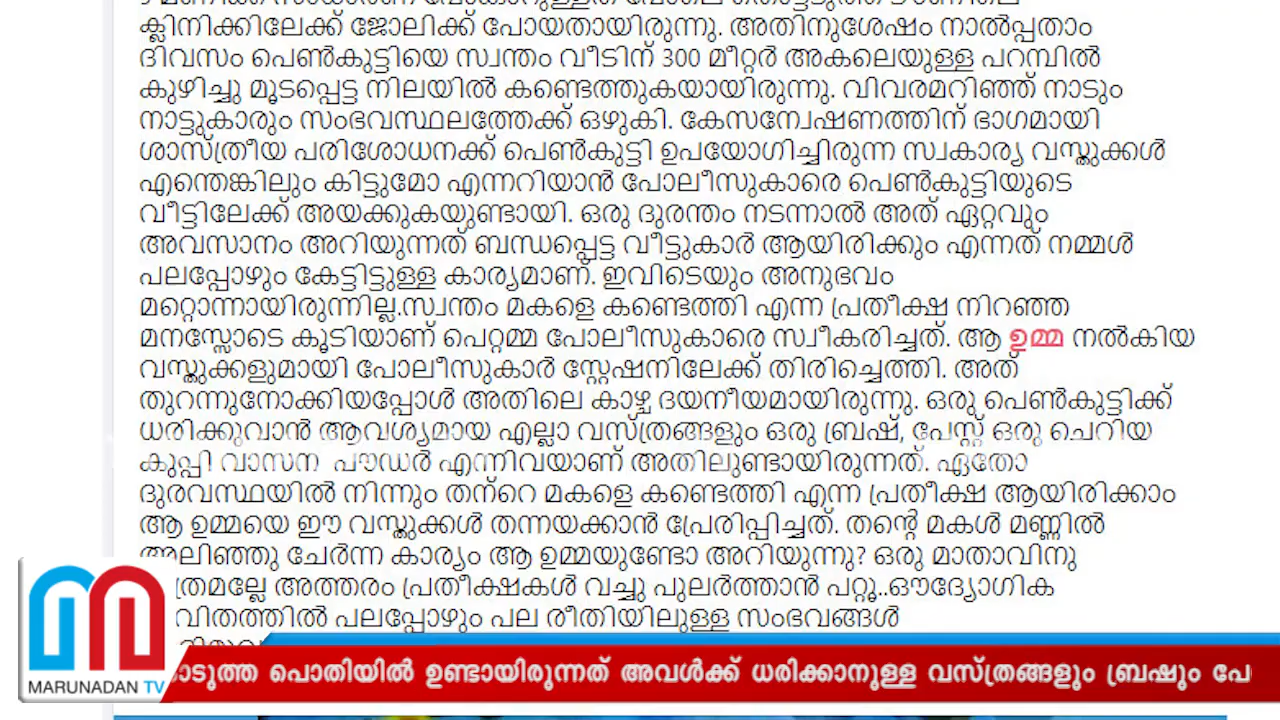 ക്ലിനിക്കിലേക്ക് ജോലിക്ക് പോയതായിരുന്നു. അതിനുശേഷം നാൽപ്പതാം
ദിവസം പെൺകുട്ടിയെ സ്വന്തം വീടിന് 300 മീറ്റർ അകലെയുള്ള പറമ്പിൽ
കുഴിച്ചു മൂടപ്പെട്ട നിലയിൽ കണ്ടെത്തുകയായിരുന്നു. വിവരമറിഞ്ഞ് നാടും
നാട്ടുകാരും സംഭവസ്ഥലത്തേക്ക് ഒഴുകി. കേസന്വേഷണത്തിന് ഭാഗമായി
ശാസ്ത്രീയ പരിശോധനക്ക് പെൺകുട്ടി ഉപയോഗിച്ചിരുന്ന സ്വകാര്യ വസ്തുക്കൾ
എന്തെങ്കിലും കിട്ടുമോ എന്നറിയാൻ പോലീസുകാരെ പെൺകുട്ടിയുടെ
വീട്ടിലേക്ക് അയക്കുകയുണ്ടായി. ഒരു ദുരന്തം നടന്നാൽ അത് ഏറ്റവും
അവസാനം അറിയുന്നത് ബന്ധപ്പെട്ട വീട്ടുകാർ ആയിരിക്കും എന്നത് നമ്മൾ
പലപ്പോഴും കേട്ടിട്ടുള്ള കാര്യമാണ്. ഇവിടെയും അനുഭവം
മറ്റൊന്നായിരുന്നില്ല.സ്വന്തം മകളെ കണ്ടെത്തി എന്ന പ്രതീക്ഷ നിറഞ്ഞ
മനസ്സോടെ കൂടിയാണ് പെറ്റമ്മ പോലീസുകാരെ സ്വീകരിച്ചത്. ആ ഉമ്മ നൽകിയ
വസ്തുക്കളുമായി പോലീസുകാർ സ്റ്റേഷനിലേക്ക് തിരിച്ചെത്തി. അത്
തുറന്നുനോക്കിയപ്പോൾ അതിലെ കാഴ്ച ദയനീയമായിരുന്നു. ഒരു പെൺകുട്ടിക്ക്
ധരിക്കുവാൻ ആവശ്യമായ എല്ലാ വസ്ത്രങ്ങളും ഒരു ബ്രഷ്, പേസ്റ്റ് ഒരു ചെറിയ
കുപ്പി വാസന പൗഡർ എന്നിവയാണ് അതിലുണ്ടായിരുന്നത്. ഏതോ
ദുരവസ്ഥയിൽ നിന്നും തന്റെ മകളെ കണ്ടെത്തി എന്ന പ്രതീക്ഷ ആയിരിക്കാം
ആ ഉമ്മയെ ഈ വസ്തുക്കൾ തന്നയക്കാൻ പ്രേരിപ്പിച്ചത്. തന്റെ മകൾ മണ്ണിൽ
അലിഞ്ഞു ചേർന്ന കാര്യം ആ ഉമ്മയുണ്ടോ അറിയുന്നു? ഒരു മാതാവിനു
ത്രമല്ലേ അത്തരം പ്രതീക്ഷകൾ വച്ചു പുലർത്താൻ പറ്റൂ..ഔദ്യോഗിക
വിതത്തിൽ പലപ്പോഴും പല രീതിയിലുള്ള സംഭവങ്ങൾ
MARUNADAN TV
ാടുത്ത പൊതിയിൽ ഉണ്ടായിരുന്നത് അവൾക്ക് ധരിക്കാനുള്ള വസ്ത്രങ്ങളും ബ്രഷും പേ